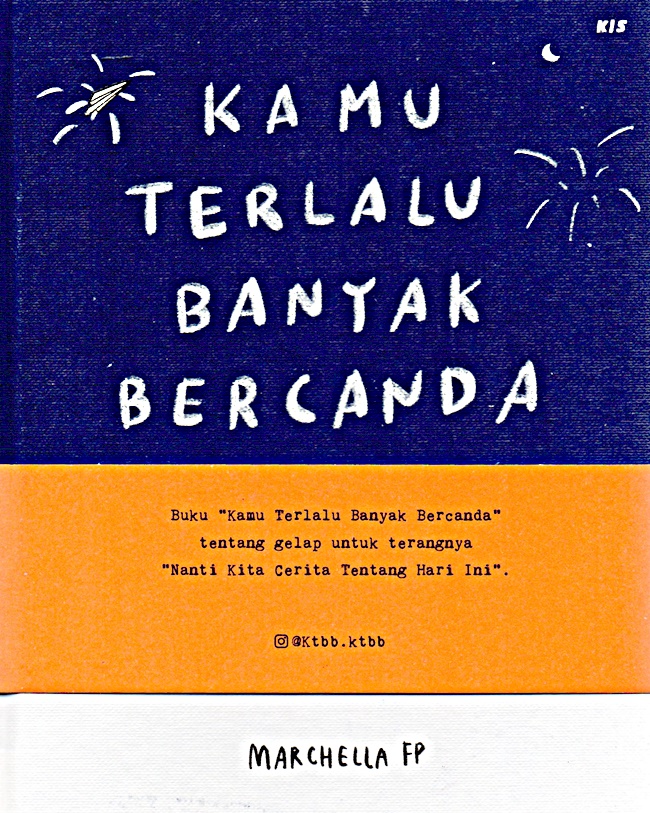 KIS
KAMU
TERLALU
BANYAK
BERCANDA
Buku "Kamu Terlalu Banyak Bercanda"
tentang gelap untuk terangnya
"Nanti Kita Cerita Tentang Hari Ini".
@Ktbb.ktbb
MARCHELLA FP